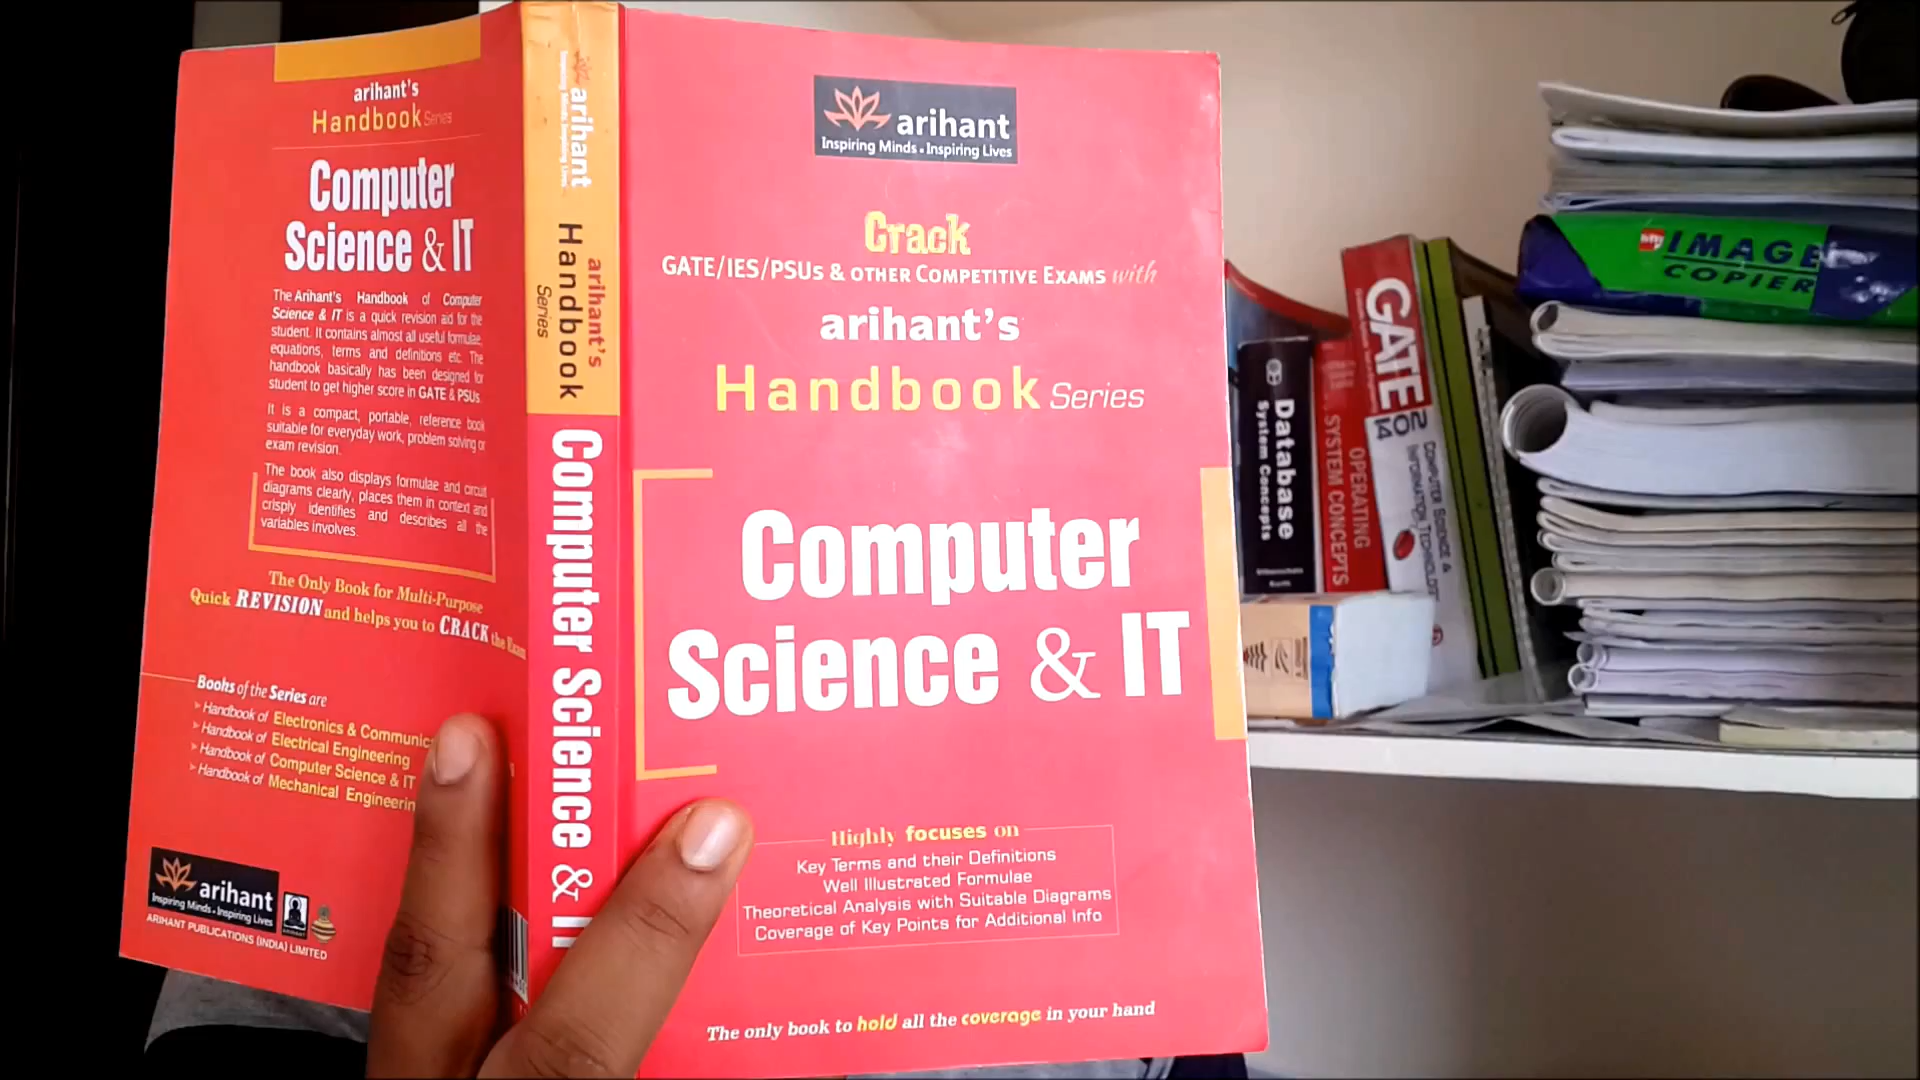 arihant's
Handbook Series
Computer
Science & IT
The Arihant's Handbook of Computer
Science & IT is a quick revision aid for the
student. It contains almost all useful formulae,
equations, terms and definitions etc. The
handbook basically has been designed for
student to get higher score in GATE & PSUs.
It is a compact, portable, reference book
suitable for everyday work, problem solving or
exam revision.
The book also displays formulae and circuit
diagrams clearly, places them in context and
crisply identifies and describes all the
variables involves.
The Only Book for Multi-Purpose
Quick REVISION and helps you to CRACK the Exam
Books of the Series are
Handbook of Electronics & Communic
Handbook of Electrical Engineering
Handbook of Computer Science & IT
Handbook of Mechanical Engineerin
arihant
Inspiring Minds • Inspiring Lives
ARIHANT PUBLICATIONS (INDIA) LIMITED
arihant
Inspiring Minds, Inspiring Lives
arihant's
Handbook
Series
Computer Science & IT
arihant
Inspiring Minds • Inspiring Lives
Crack
GATE/IES/PSUs & OTHER COMPETITIVE EXAMS with
arihant's
Handbook Series
Computer
Science & IT
Highly focuses on
Key Terms and their Definitions
Well Illustrated Formulae
Theoretical Analysis with Suitable Diagrams
Coverage of Key Points for Additional Info
The only book to hold all the coverage in your hand
Database
System Concepts
OPERATING
SYSTEM CONCEPTS
GATE
2014
COMPUTER SCIENCE &
INFORMATION TECHNOLOGY
IMAGE
COPIER